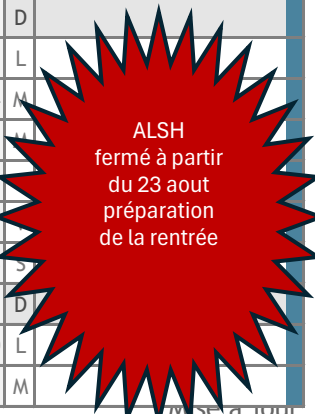 D
L
M
M
ALSH
fermé à partir
du 23 aout
préparation
de la rentrée
S
D
L
M